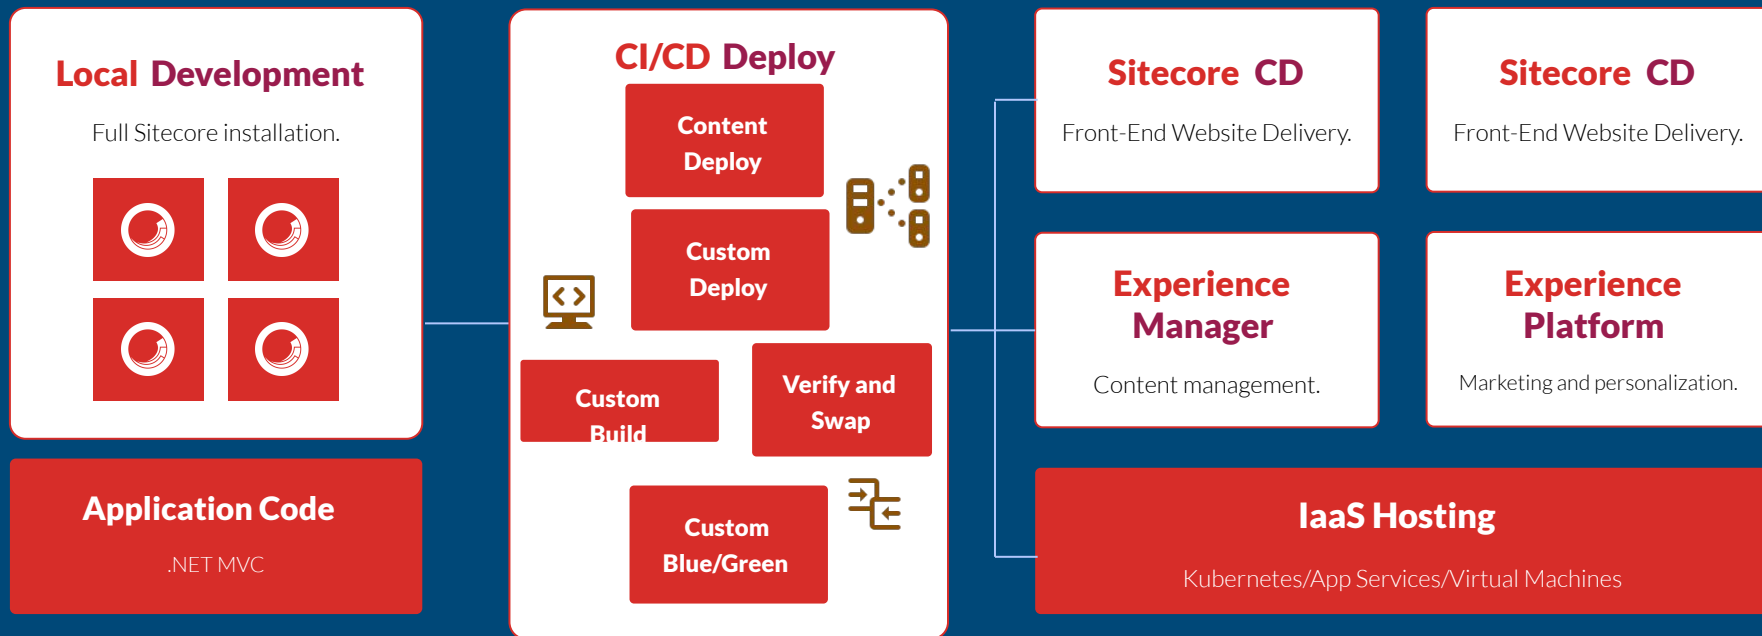 Local Development
Full Sitecore installation.
Application Code
.NET MVC
CI/CD Deploy
Content
Deploy
Custom
Deploy
Custom
Build
Verify and
Swap
Custom
Blue/Green
Sitecore CD
Front-End Website Delivery.
Sitecore CD
Front-End Website Delivery.
Experience
Manager
Content management.
Experience
Platform
Marketing and personalization.
IaaS Hosting
Kubernetes/App Services/Virtual Machines